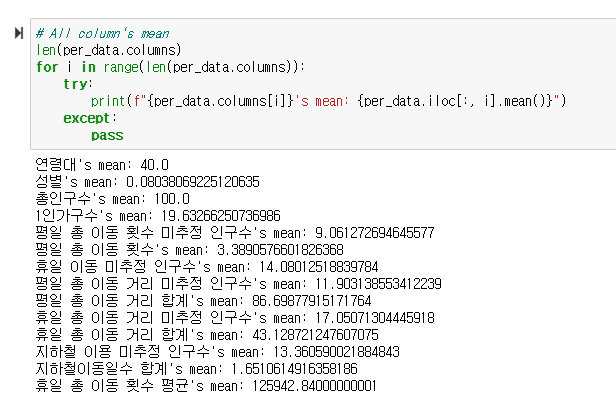 # All column's mean
len(per_data.columns)
for i in range(len(per_data.columns)):
    try:
        print(f"{per_data.columns[i]}'s mean: {per_data.iloc[:, i].mean()}")
    except:
        pass
연령대's mean: 40.0
성별's mean: 0.08038069225120635
총인구수's mean: 100.0
1인가구수's mean: 19.63266250736986
평일 총 이동 횟수 미추정 인구수's mean: 9.061272694645577
평일 총 이동 횟수's mean: 3.3890576601826368
휴일 이동 미추정 인구수's mean: 14.08012518839784
평일 총 이동 거리 미추정 인구수's mean: 11.903138553412239
평일 총 이동 거리 합계's mean: 86.69877915171764
휴일 총 이동 거리 미추정 인구수's mean: 17.05071304445918
휴일 총 이동 거리 합계's mean: 43.128721247607075
지하철 이용 미추정 인구수's mean: 13.360590021884843
지하철이동일수 합계's mean: 1.6510614916358186
휴일 총 이동 횟수 평균's mean: 125942.84000000001